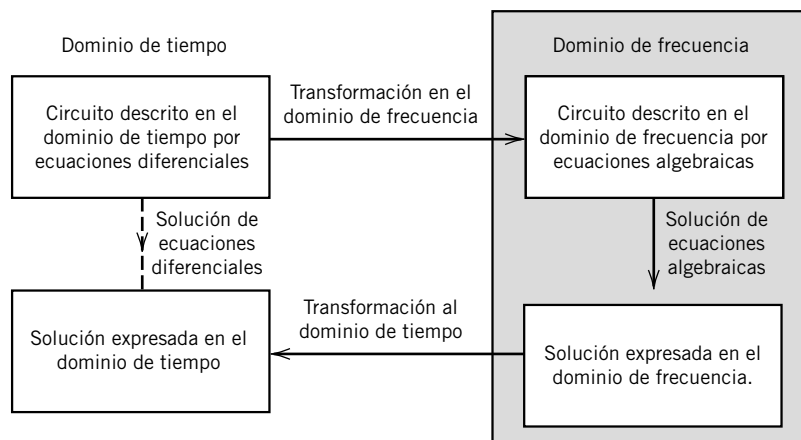 Dominio de tiempo
Dominio de frecuencia
Circuito descrito en el
dominio de tiempo por
ecuaciones diferenciales
Transformación en el
dominio de frecuencia
Circuito descrito en el
dominio de frecuencia por
ecuaciones algebraicas
Solución de
ecuaciones
diferenciales
Solución de
ecuaciones
algebraicas
Solución expresada en el
dominio de tiempo
Transformación al
dominio de tiempo
Solución expresada en el
dominio de frecuencia.